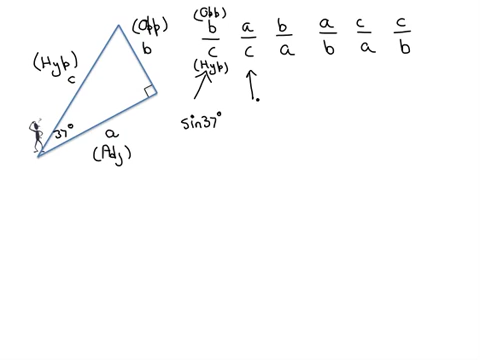 (Opp)
b
(Hyp)
c
37°
a
(Adj)
(Opp)
b/c a/c b/a a/b c/a c/b
(Hyp)
sin37°